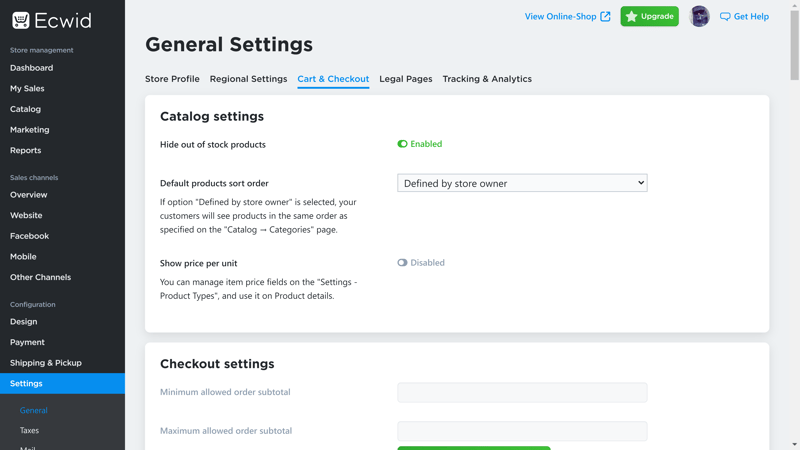 Ecwid
Store management
Dashboard
My Sales
Catalog
Marketing
Reports
Sales channels
Overview
Website
Facebook
Mobile
Other Channels
Configuration
Design
Payment
Shipping & Pickup
Settings
General
Taxes
Mail
View Online-Shop
Upgrade
Get Help
General Settings
Store Profile Regional Settings Cart & Checkout Legal Pages Tracking & Analytics
Catalog settings
Hide out of stock products
Enabled
Default products sort order
Defined by store owner
If option "Defined by store owner" is selected, your
customers will see products in the same order as
specified on the "Catalog → Categories" page.
Show price per unit
Disabled
You can manage item price fields on the "Settings -
Product Types", and use it on Product details.
Checkout settings
Minimum allowed order subtotal
Maximum allowed order subtotal